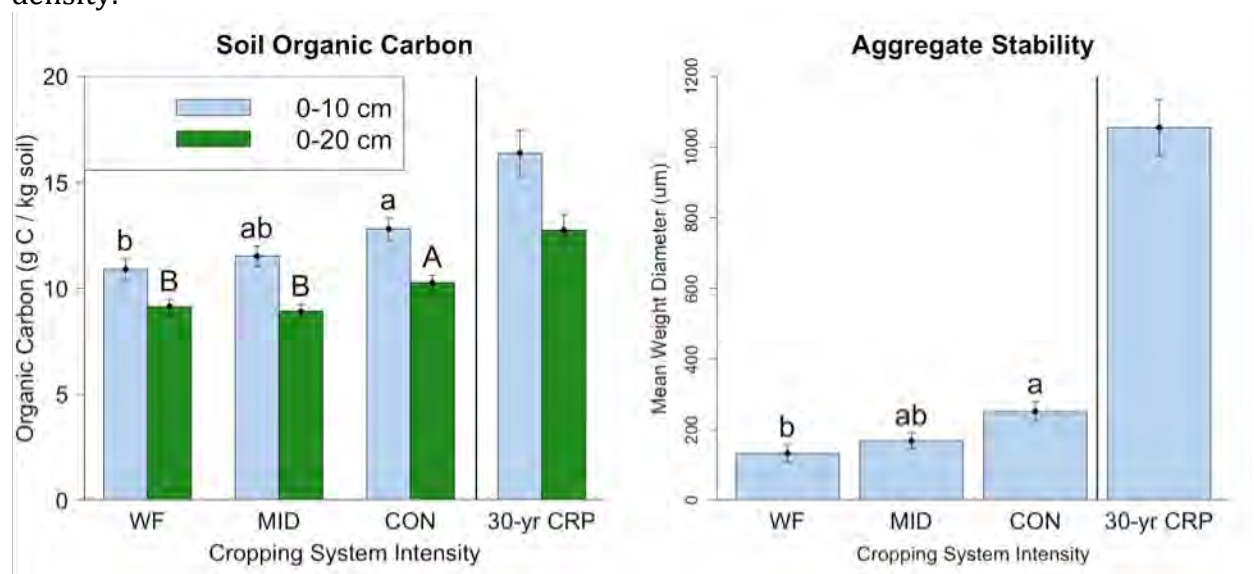 density.
Soil Organic Carbon
0-10 cm
0-20 cm
Organic Carbon (g C / kg soil)
20
15
10
5
0
b
B
ab
B
a
A
WF MID CON 30-yr CRP
Cropping System Intensity
Aggregate Stability
Mean Weight Diameter (um)
1200
1000
800
600
400
200
0
b
ab
a
WF MID CON 30-yr CRP
Cropping System Intensity